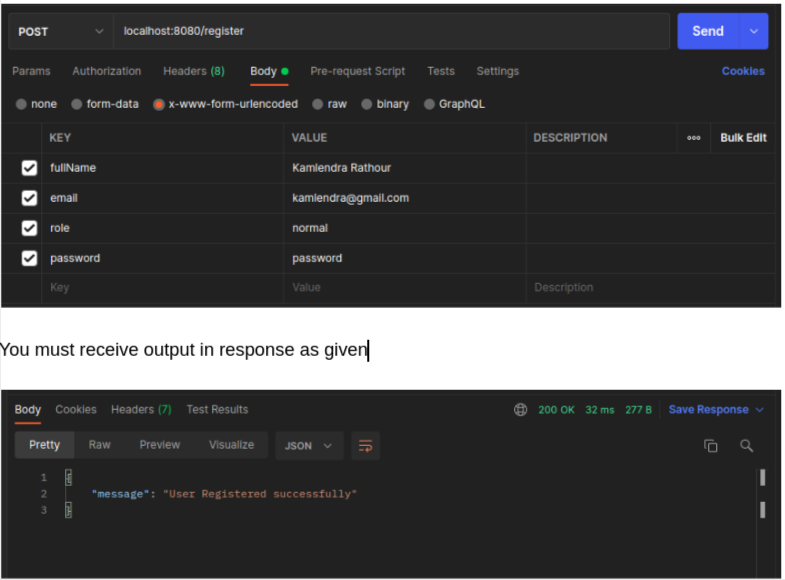 POST localhost:8080/register Send
Params Authorization Headers (8) Body Pre-request Script Tests Settings Cookies
none form-data x-www-form-urlencoded raw binary GraphQL
KEY VALUE DESCRIPTION ooo Bulk Edit
fullName Kamlendra Rathour
email kamlendra@gmail.com
role normal
password password
Key Value Description
You must receive output in response as given
Body Cookies Headers (7) Test Results 200 OK 32 ms 277 B Save Response
Pretty Raw Preview Visualize JSON
1 {
2 "message": "User Registered successfully"
3 }